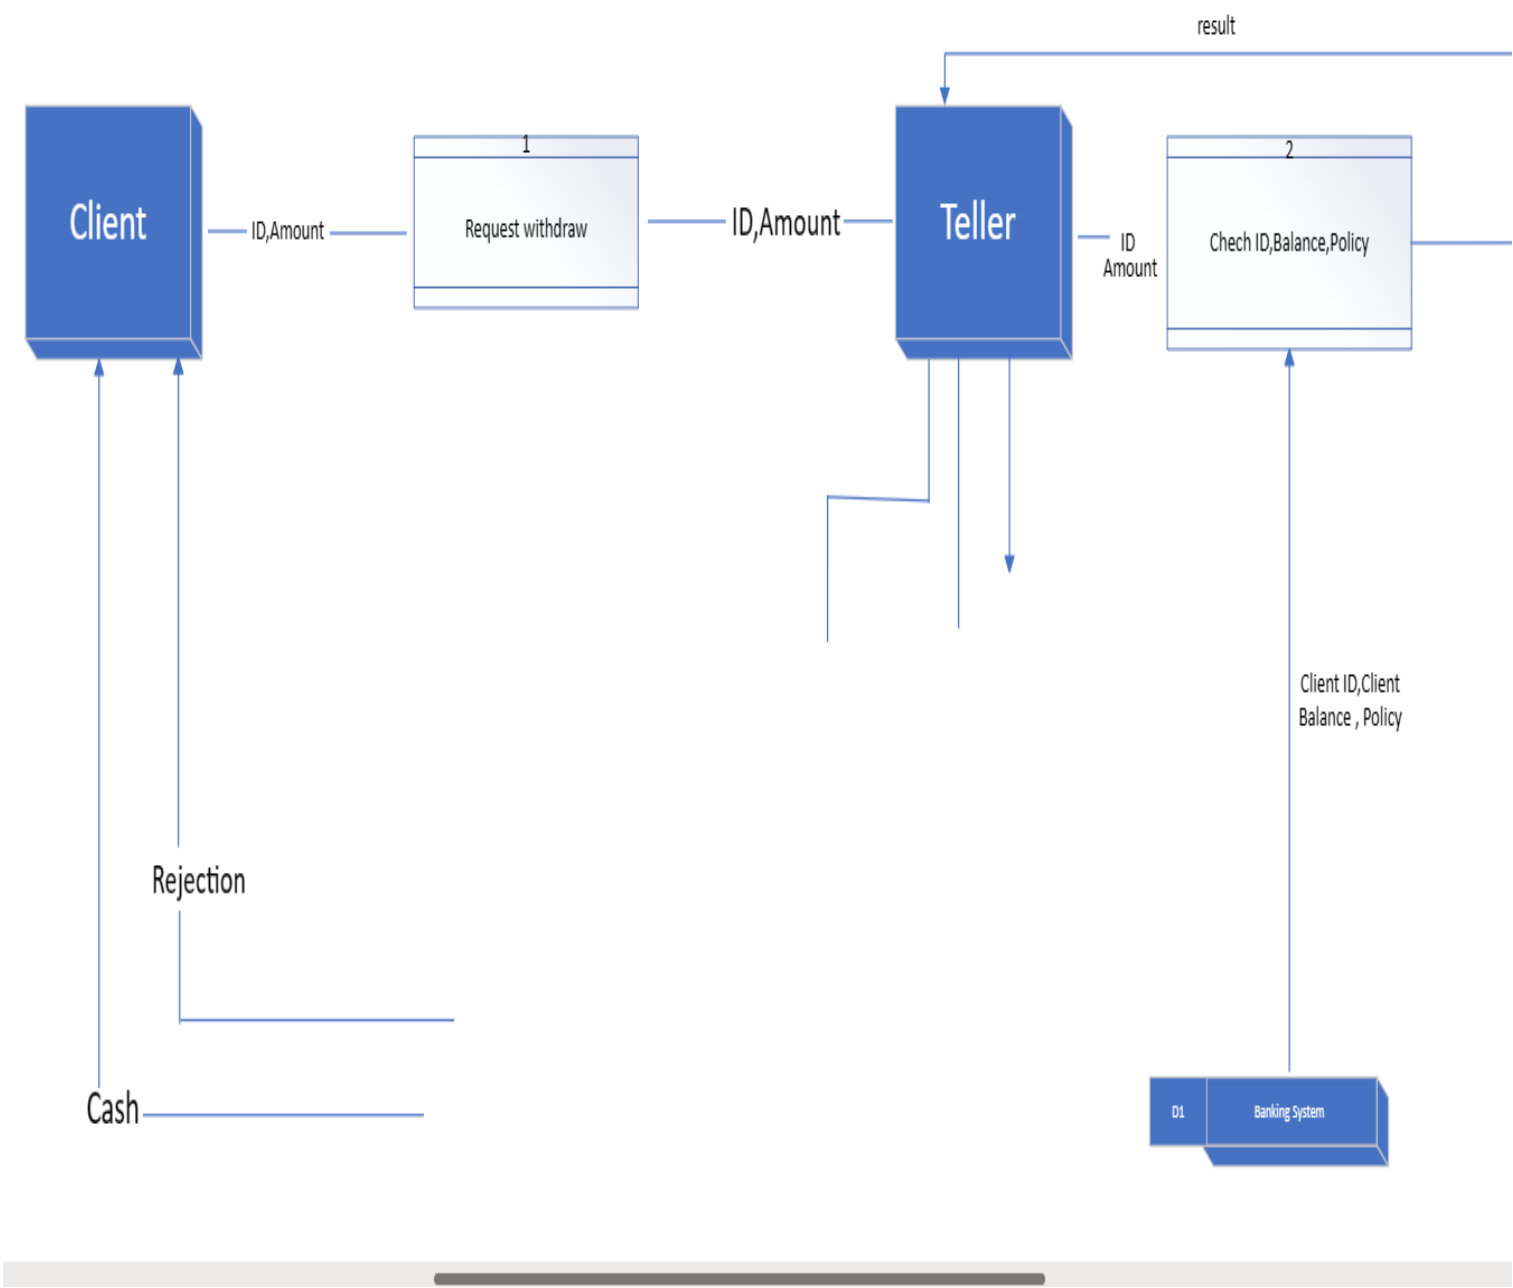 result
1
2
Client
ID,Amount
Request withdraw
ID,Amount
Teller
ID
Amount
Chech ID,Balance,Policy
Client ID,Client
Balance , Policy
Rejection
Cash
D1
Banking System